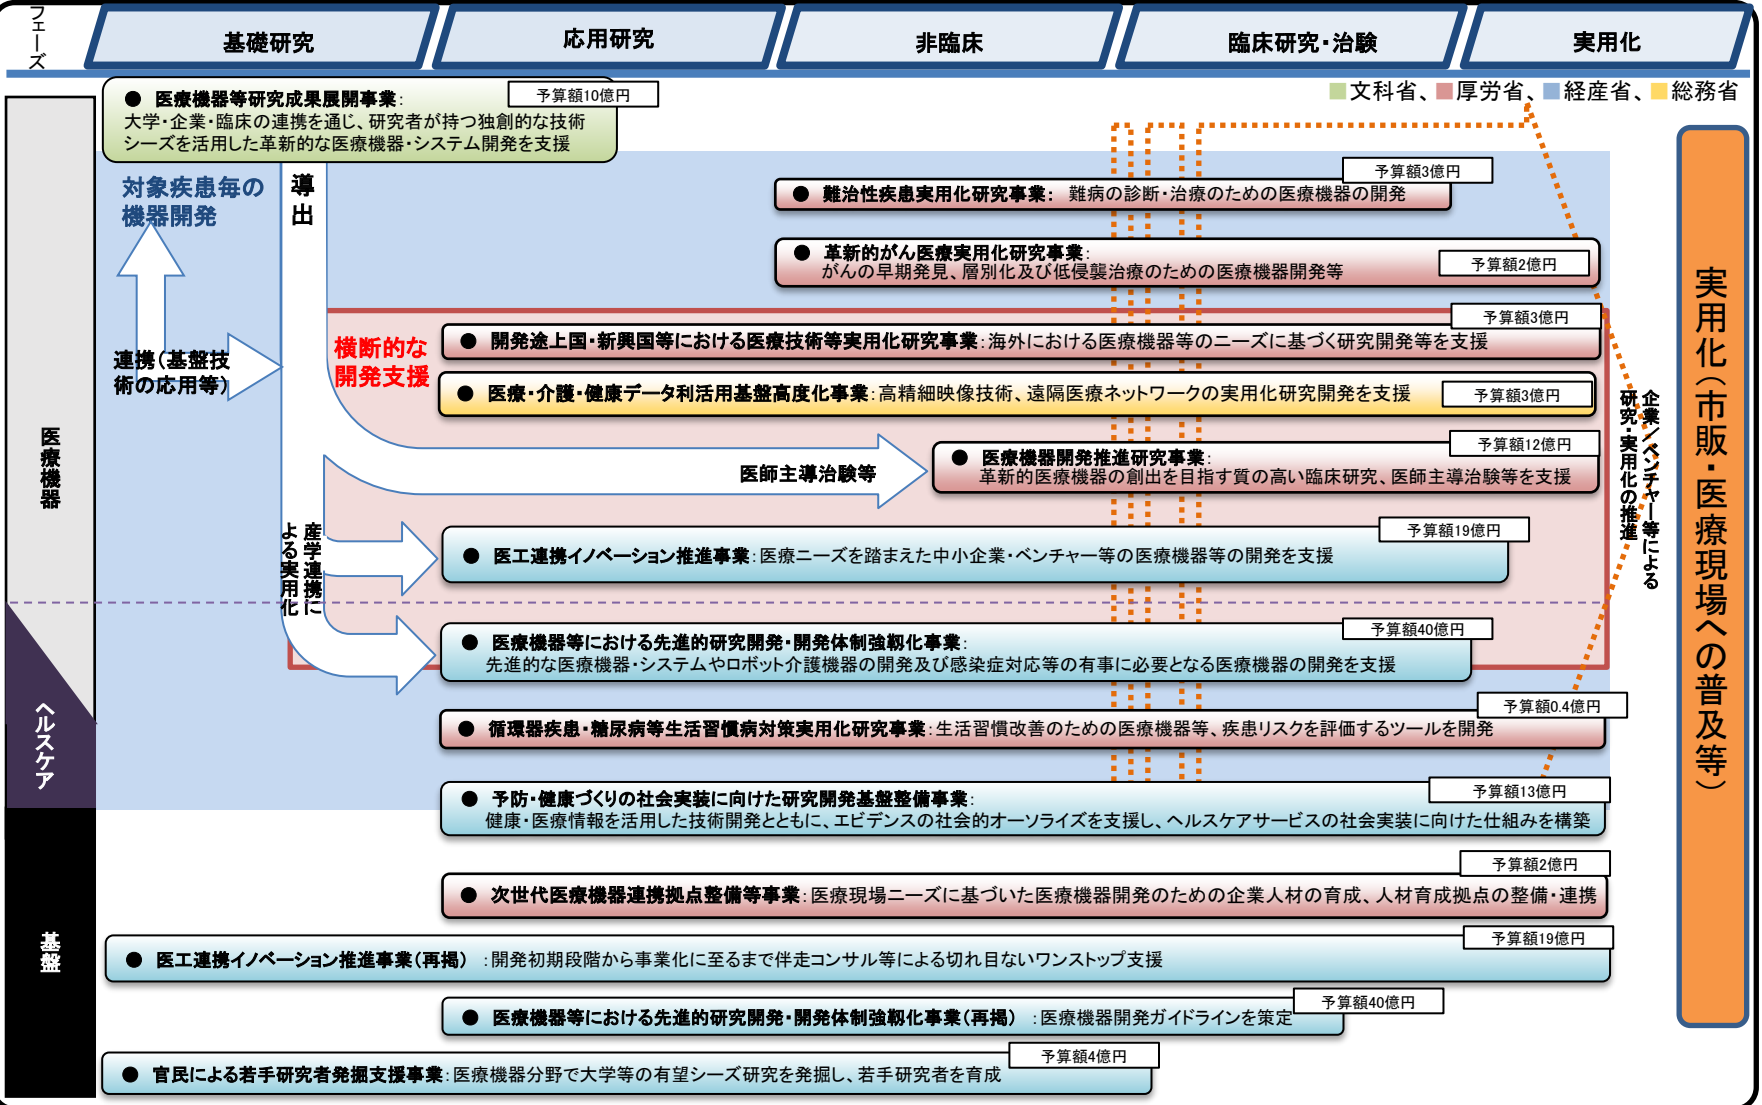 フェーズ
基礎研究
応用研究
非臨床
臨床研究・治験
実用化
■文科省、■厚労省、■経産省、■総務省
● 医療機器等研究成果展開事業:
予算額10億円
大学・企業・臨床の連携を通じ、研究者が持つ独創的な技術
シーズを活用した革新的な医療機器・システム開発を支援
対象疾患毎の
機器開発
導出
連携(基盤技
術の応用等)
予算額3億円
● 難治性疾患実用化研究事業: 難病の診断・治療のための医療機器の開発
● 革新的がん医療実用化研究事業:
がんの早期発見、層別化及び低侵襲治療のための医療機器開発等
予算額2億円
横断的な
開発支援
予算額3億円
● 開発途上国・新興国等における医療技術等実用化研究事業:海外における医療機器等のニーズに基づく研究開発等を支援
● 医療・介護・健康データ利活用基盤高度化事業:高精細映像技術、遠隔医療ネットワークの実用化研究開発を支援
予算額3億円
医師主導治験等
予算額12億円
● 医療機器開発推進研究事業:
革新的医療機器の創出を目指す質の高い臨床研究、医師主導治験等を支援
産学連携に
よる実用化
予算額19億円
● 医工連携イノベーション推進事業:医療ニーズを踏まえた中小企業・ベンチャー等の医療機器等の開発を支援
予算額40億円
● 医療機器等における先進的研究開発・開発体制強靱化事業:
先進的な医療機器・システムやロボット介護機器の開発及び感染症対応等の有事に必要となる医療機器の開発を支援
予算額0.4億円
● 循環器疾患・糖尿病等生活習慣病対策実用化研究事業:生活習慣改善のための医療機器等、疾患リスクを評価するツールを開発
予算額13億円
● 予防・健康づくりの社会実装に向けた研究開発基盤整備事業:
健康・医療情報を活用した技術開発とともに、エビデンスの社会的オーソライズを支援し、ヘルスケアサービスの社会実装に向けた仕組みを構築
予算額2億円
● 次世代医療機器連携拠点整備等事業:医療現場ニーズに基づいた医療機器開発のための企業人材の育成、人材育成拠点の整備・連携
予算額19億円
● 医工連携イノベーション推進事業(再掲) :開発初期段階から事業化に至るまで伴走コンサル等による切れ目ないワンストップ支援
予算額40億円
● 医療機器等における先進的研究開発・開発体制強靱化事業(再掲) :医療機器開発ガイドラインを策定
予算額4億円
● 官民による若手研究者発掘支援事業:医療機器分野で大学等の有望シーズ研究を発掘し、若手研究者を育成
医療機器
ヘルスケア
基盤
企業/ベンチャー等による
研究・実用化の推進
実用化(市販・医療現場への普及等)